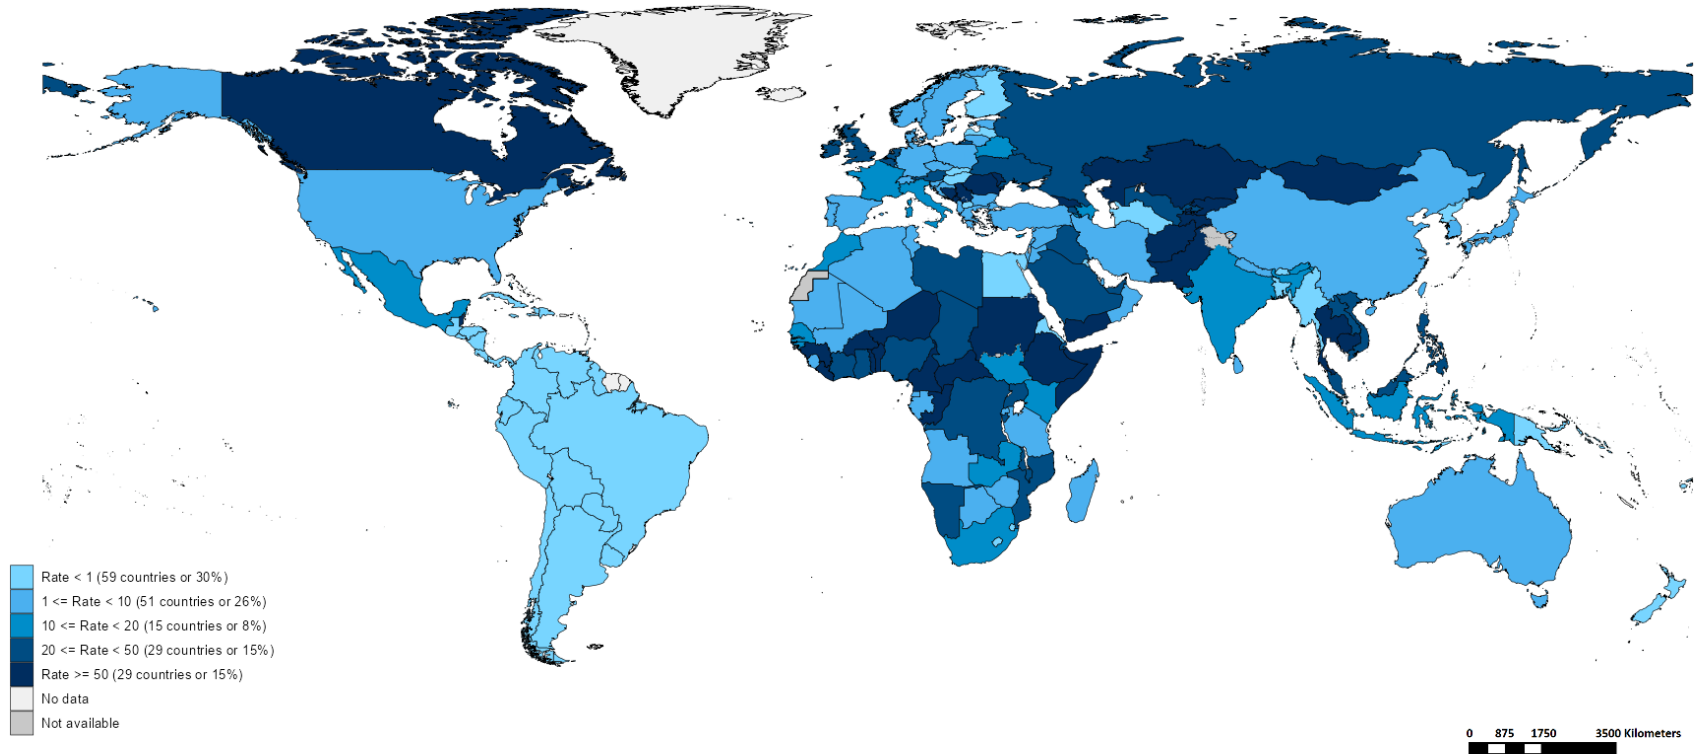 Rate < 1 (59 countries or 30%)
1 <= Rate < 10 (51 countries or 26%)
10 <= Rate < 20 (15 countries or 8%)
20 <= Rate < 50 (29 countries or 15%)
Rate >= 50 (29 countries or 15%)
No data
Not available
0 875 1750 3500 Kilometers